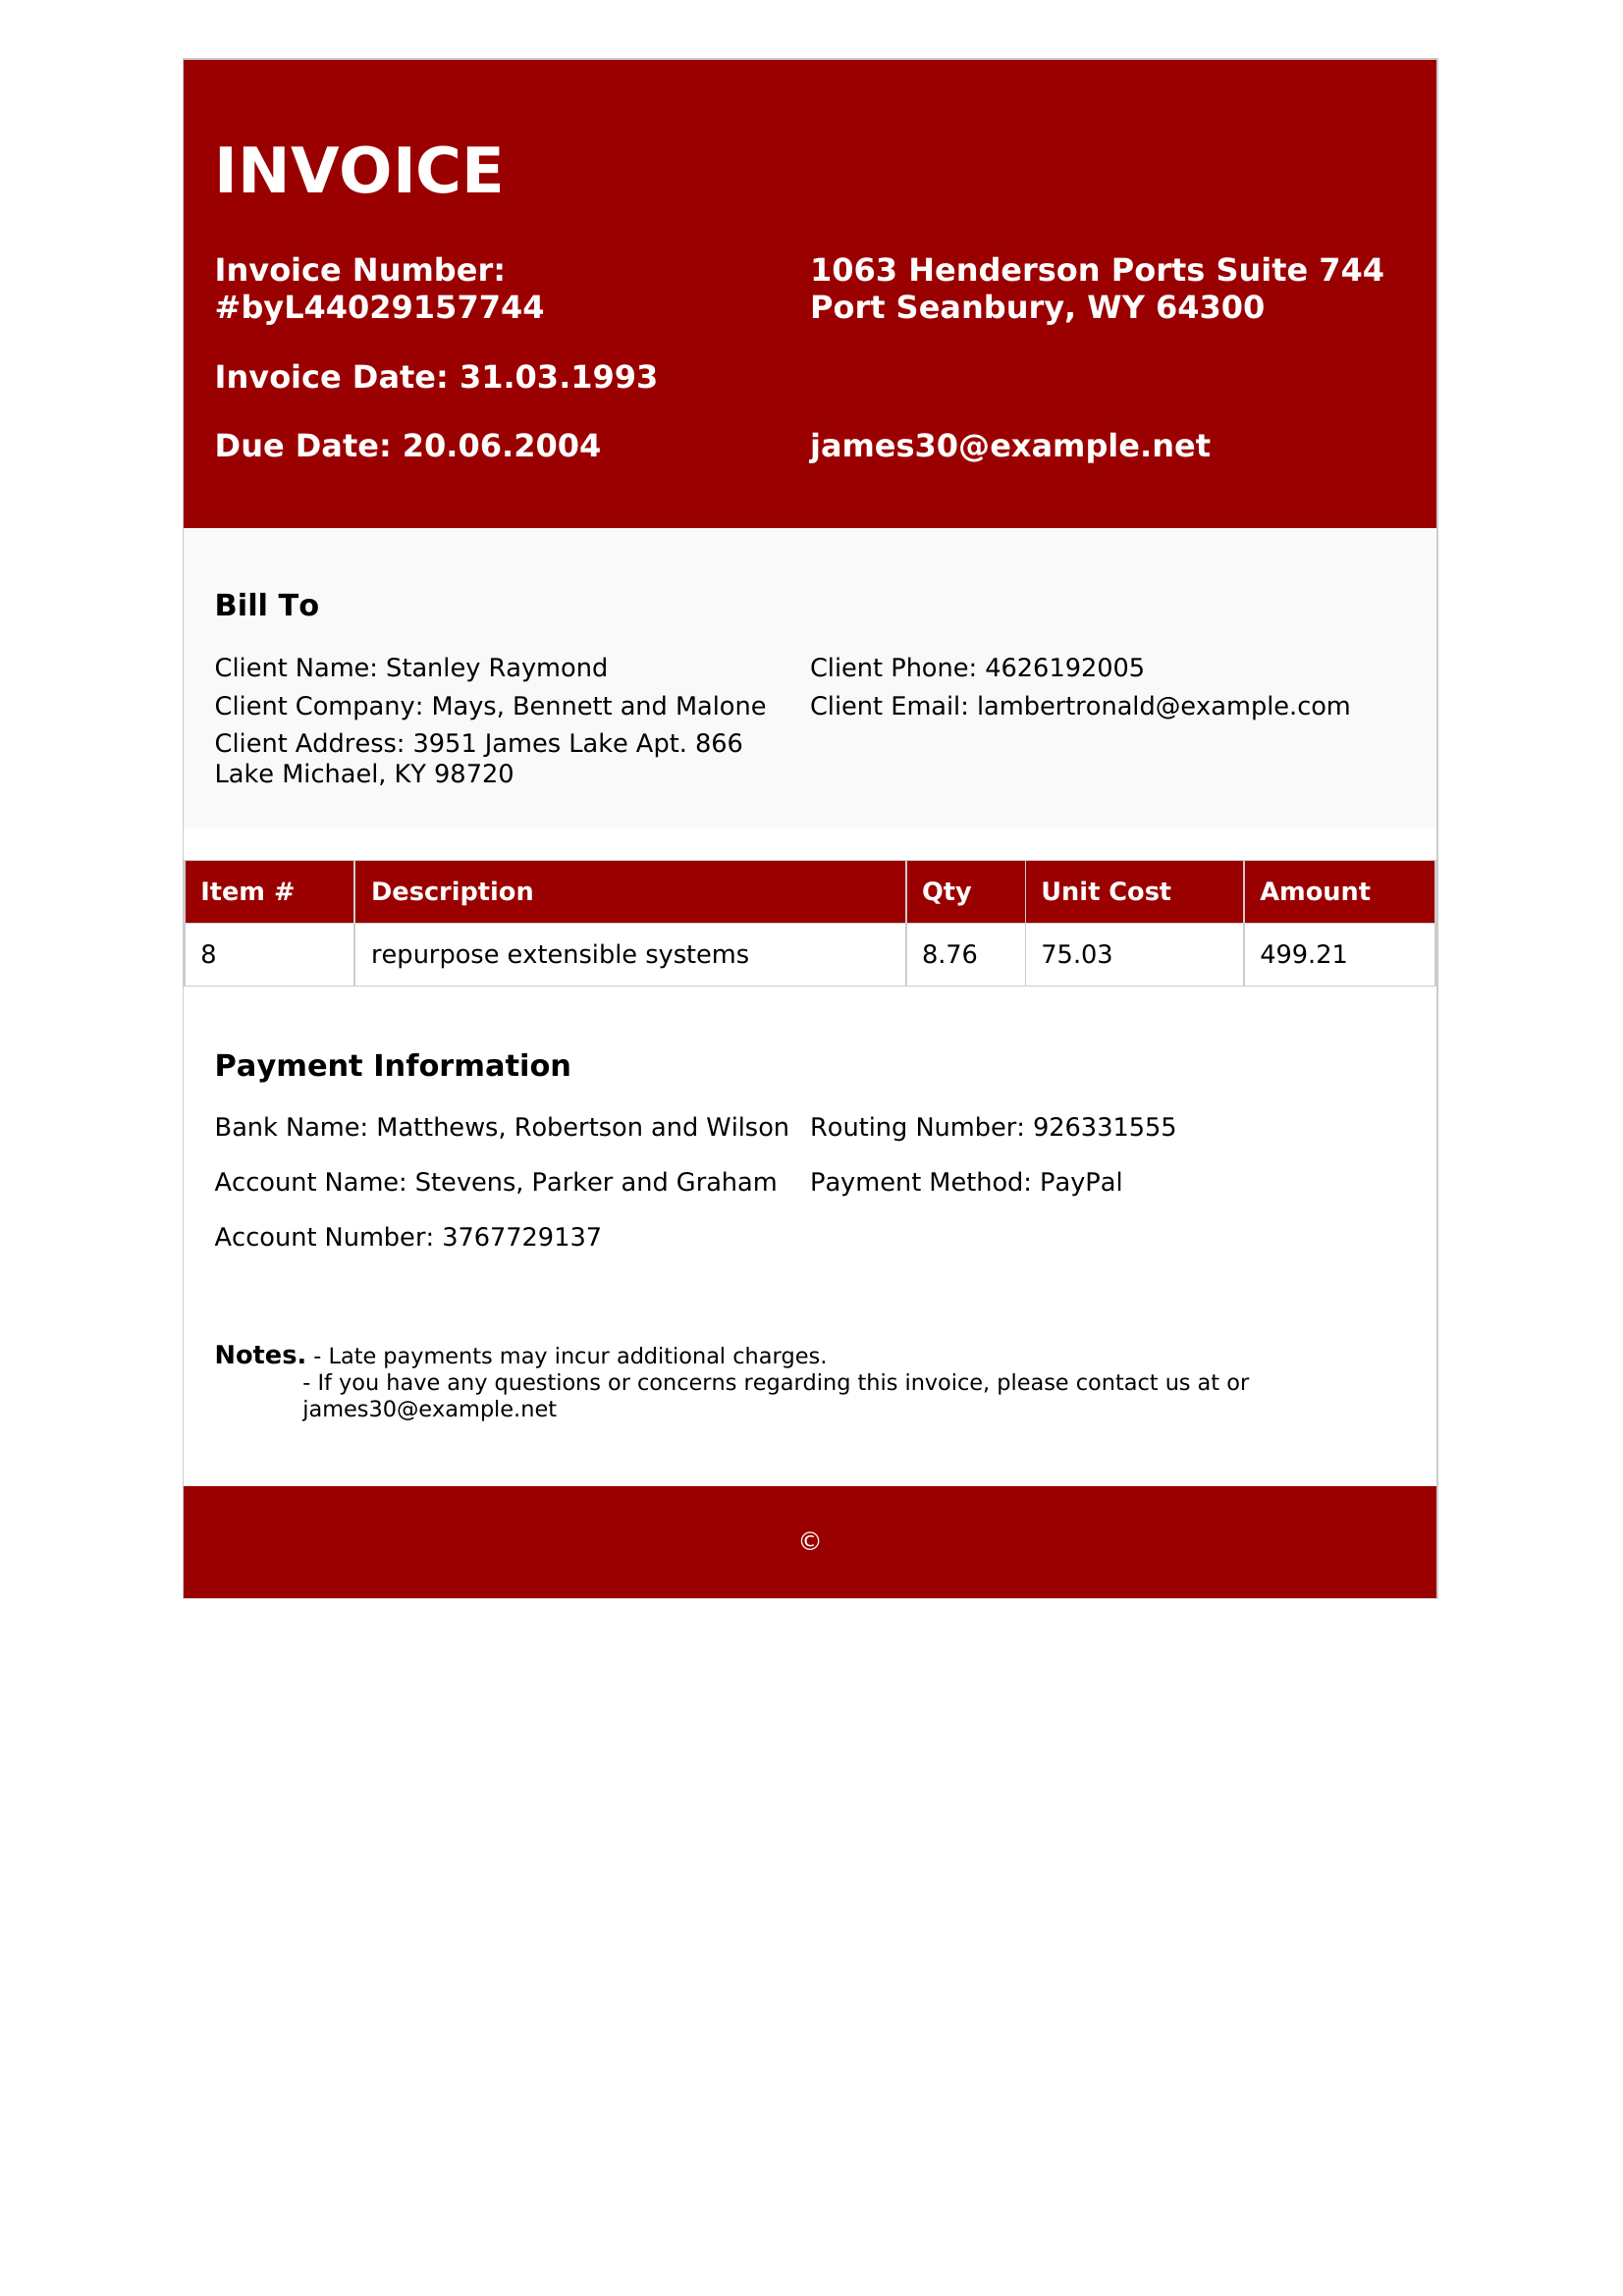 INVOICE
Invoice Number:
#byL44029157744
1063 Henderson Ports Suite 744
Port Seanbury, WY 64300
Invoice Date: 31.03.1993
Due Date: 20.06.2004
james30@example.net
Bill To
Client Name: Stanley Raymond
Client Phone: 4626192005
Client Company: Mays, Bennett and Malone
Client Email: lambertronald@example.com
Client Address: 3951 James Lake Apt. 866
Lake Michael, KY 98720
Item # Description Qty Unit Cost Amount
8 repurpose extensible systems 8.76 75.03 499.21
Payment Information
Bank Name: Matthews, Robertson and Wilson
Routing Number: 926331555
Account Name: Stevens, Parker and Graham
Payment Method: PayPal
Account Number: 3767729137
Notes. - Late payments may incur additional charges.
- If you have any questions or concerns regarding this invoice, please contact us at or
james30@example.net
©